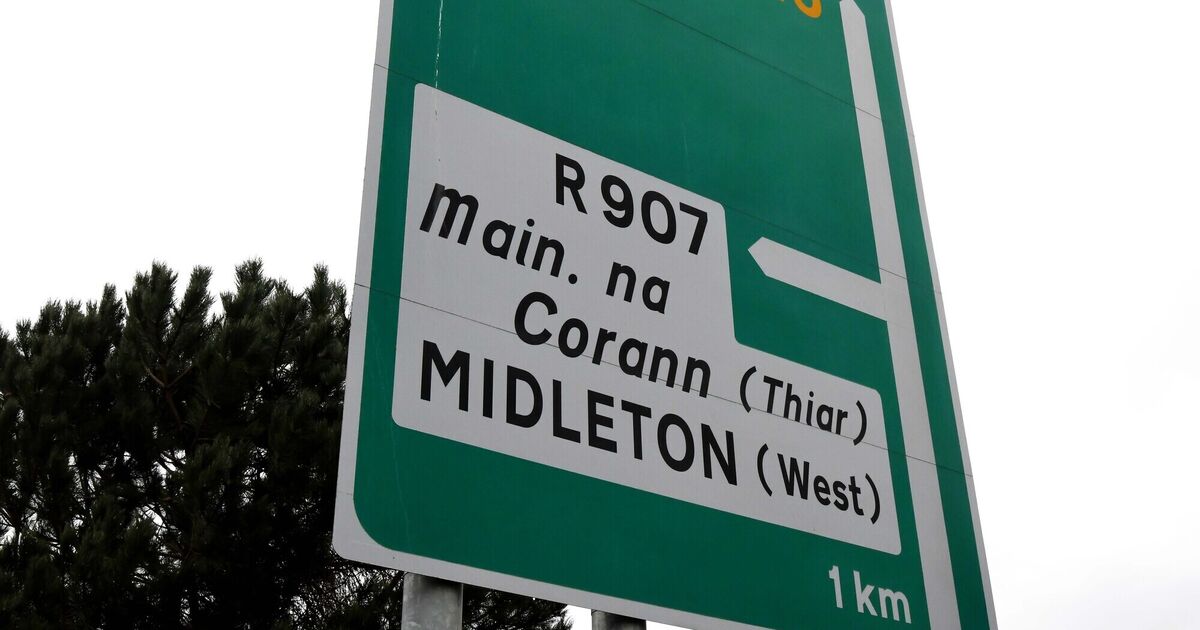 R907
Main. na
Corann (Thiar)
MIDLETON (West)
1 km